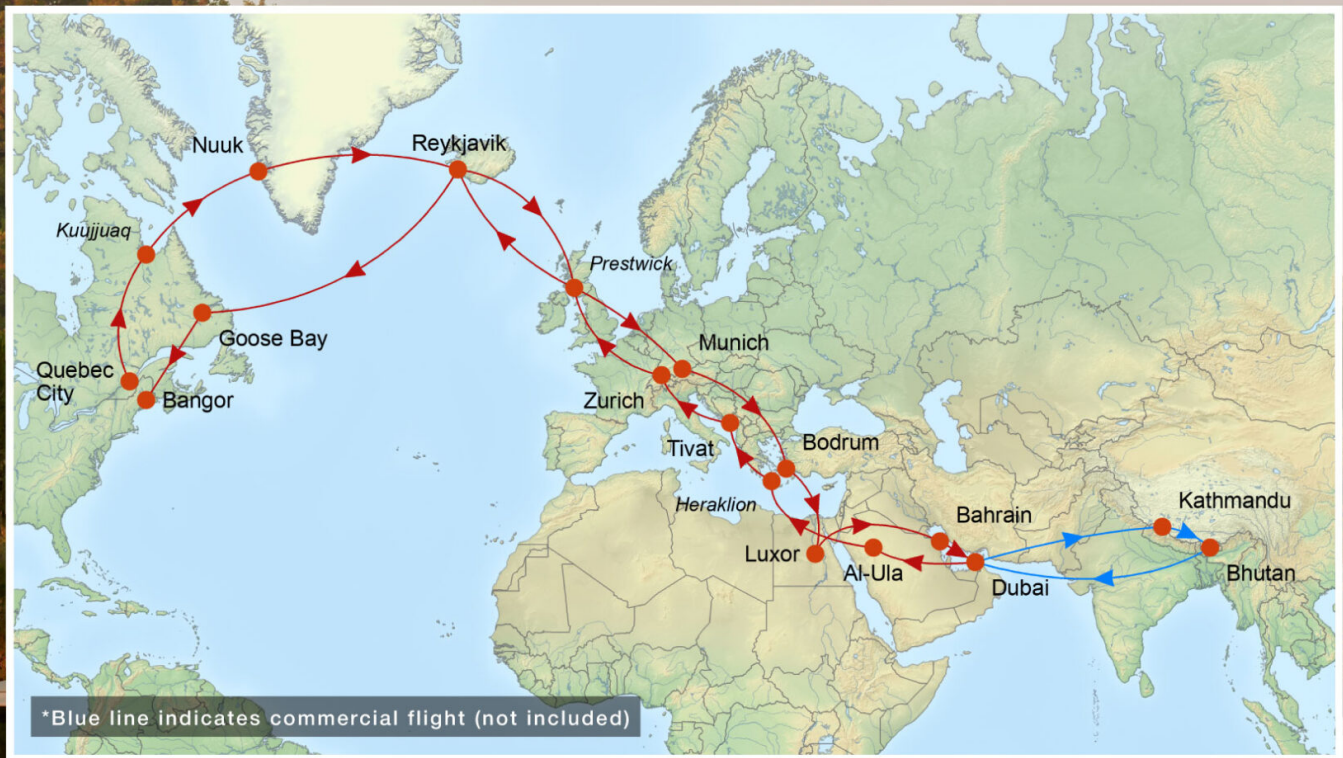 Nuuk
Reykjavik
Kuujjuaq
Prestwick
Goose Bay
Munich
Quebec
City
Bangor
Zurich
Tivat
Bodrum
Heraklion
Kathmandu
Bahrain
Luxor
Al-Ula
Dubai
Bhutan
*Blue line indicates commercial flight (not included)